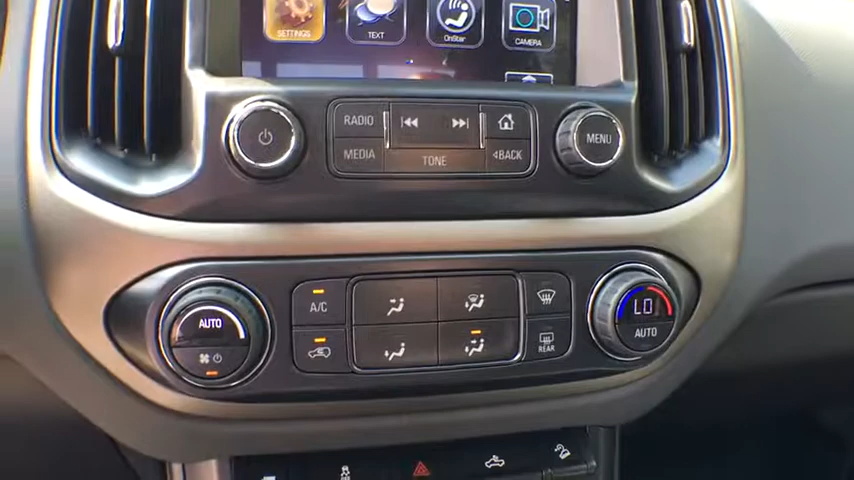 SETTINGS
TEXT
OnStar
CAMERA
RADIO
MEDIA
TONE
BACK
MENU
AUTO
A/C
REAR
LO
AUTO